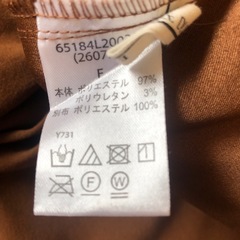 65184L200
(2607
F
本体 ポリエステル 97%
ポリウレタン 3%
別布 ポリエステル 100%
Y731
F W